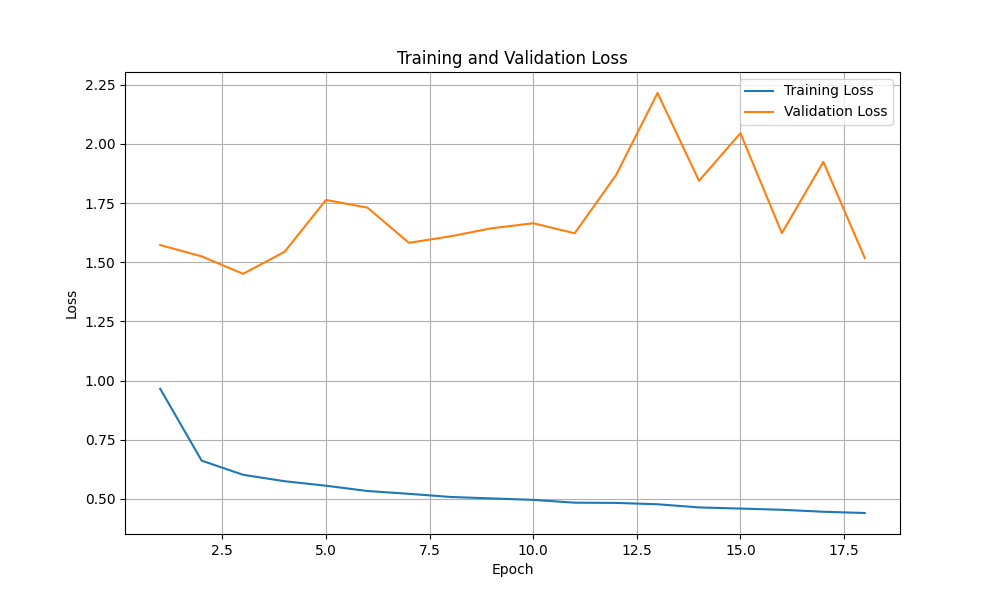 Training and Validation Loss
Training Loss
Validation Loss
2.25
2.00
1.75
1.50
1.25
1.00
0.75
0.50
Loss
2.5 5.0 7.5 10.0 12.5 15.0 17.5
Epoch